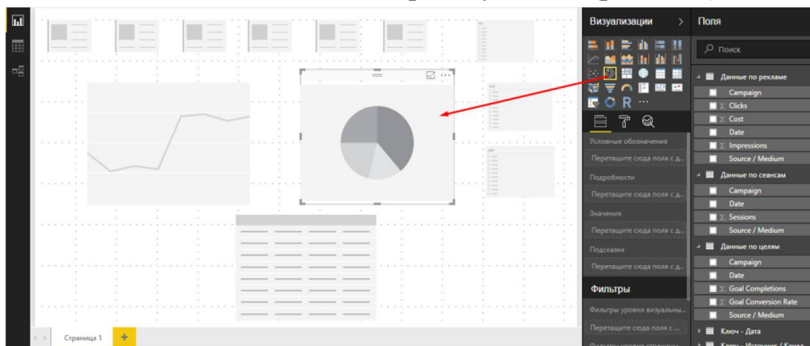 Визуализации
Поля
Поиск
Данные по рекламе
Campaign
Clicks
Cost
Date
Impressions
Source / Medium
Данные по сеансам
Campaign
Date
Sessions
Source / Medium
Данные по целям
Campaign
Date
Goal Completions
Goal Conversion Rate
Source / Medium
Ключ - Дата
Ключ - Источник / Канал
R
Условные обозначения
Перетащите сюда поля с д...
Подробности
Перетащите сюда поля с д...
Значения
Перетащите сюда поля с д...
Подсказки
Перетащите сюда поля с д...
Фильтры
Фильтры уровня визуальны...
Перетащите сюда поля с ...
Страница 1